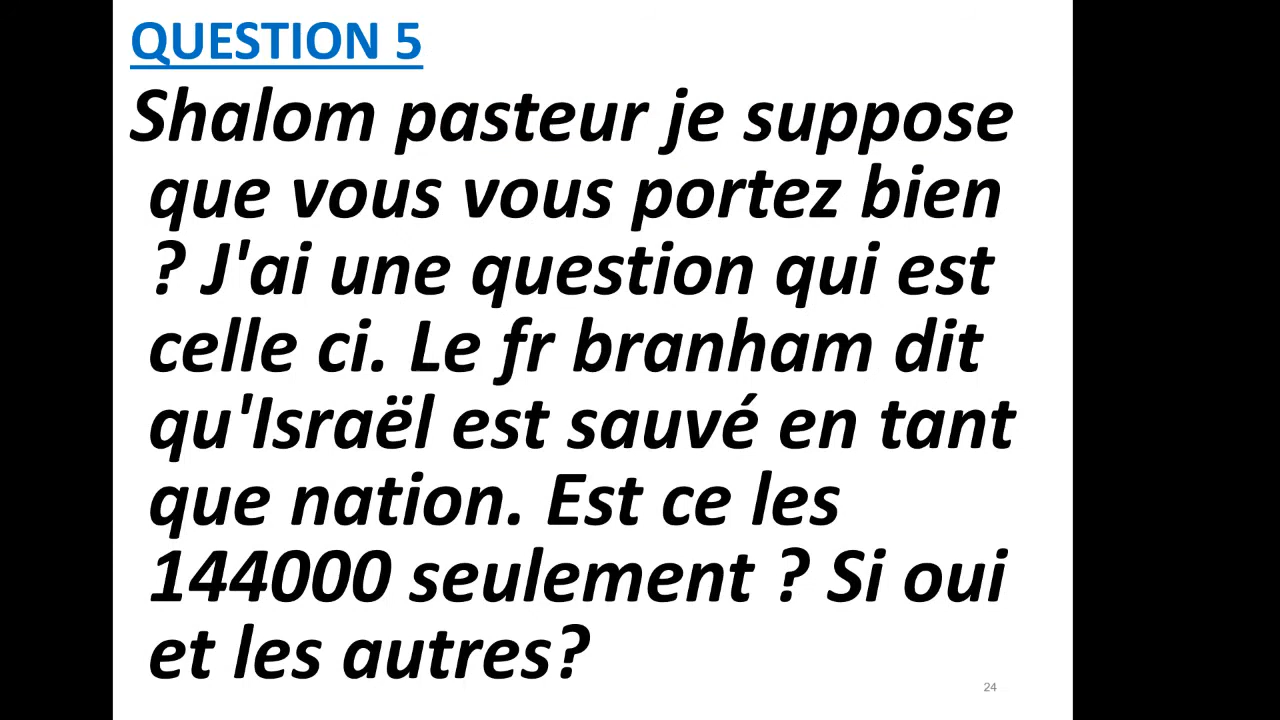 QUESTION 5
Shalom pasteur je suppose
que vous vous portez bien
? J'ai une question qui est
celle ci. Le fr branham dit
qu'Israël est sauvé en tant
que nation. Est ce les
144000 seulement ? Si oui
et les autres?
24